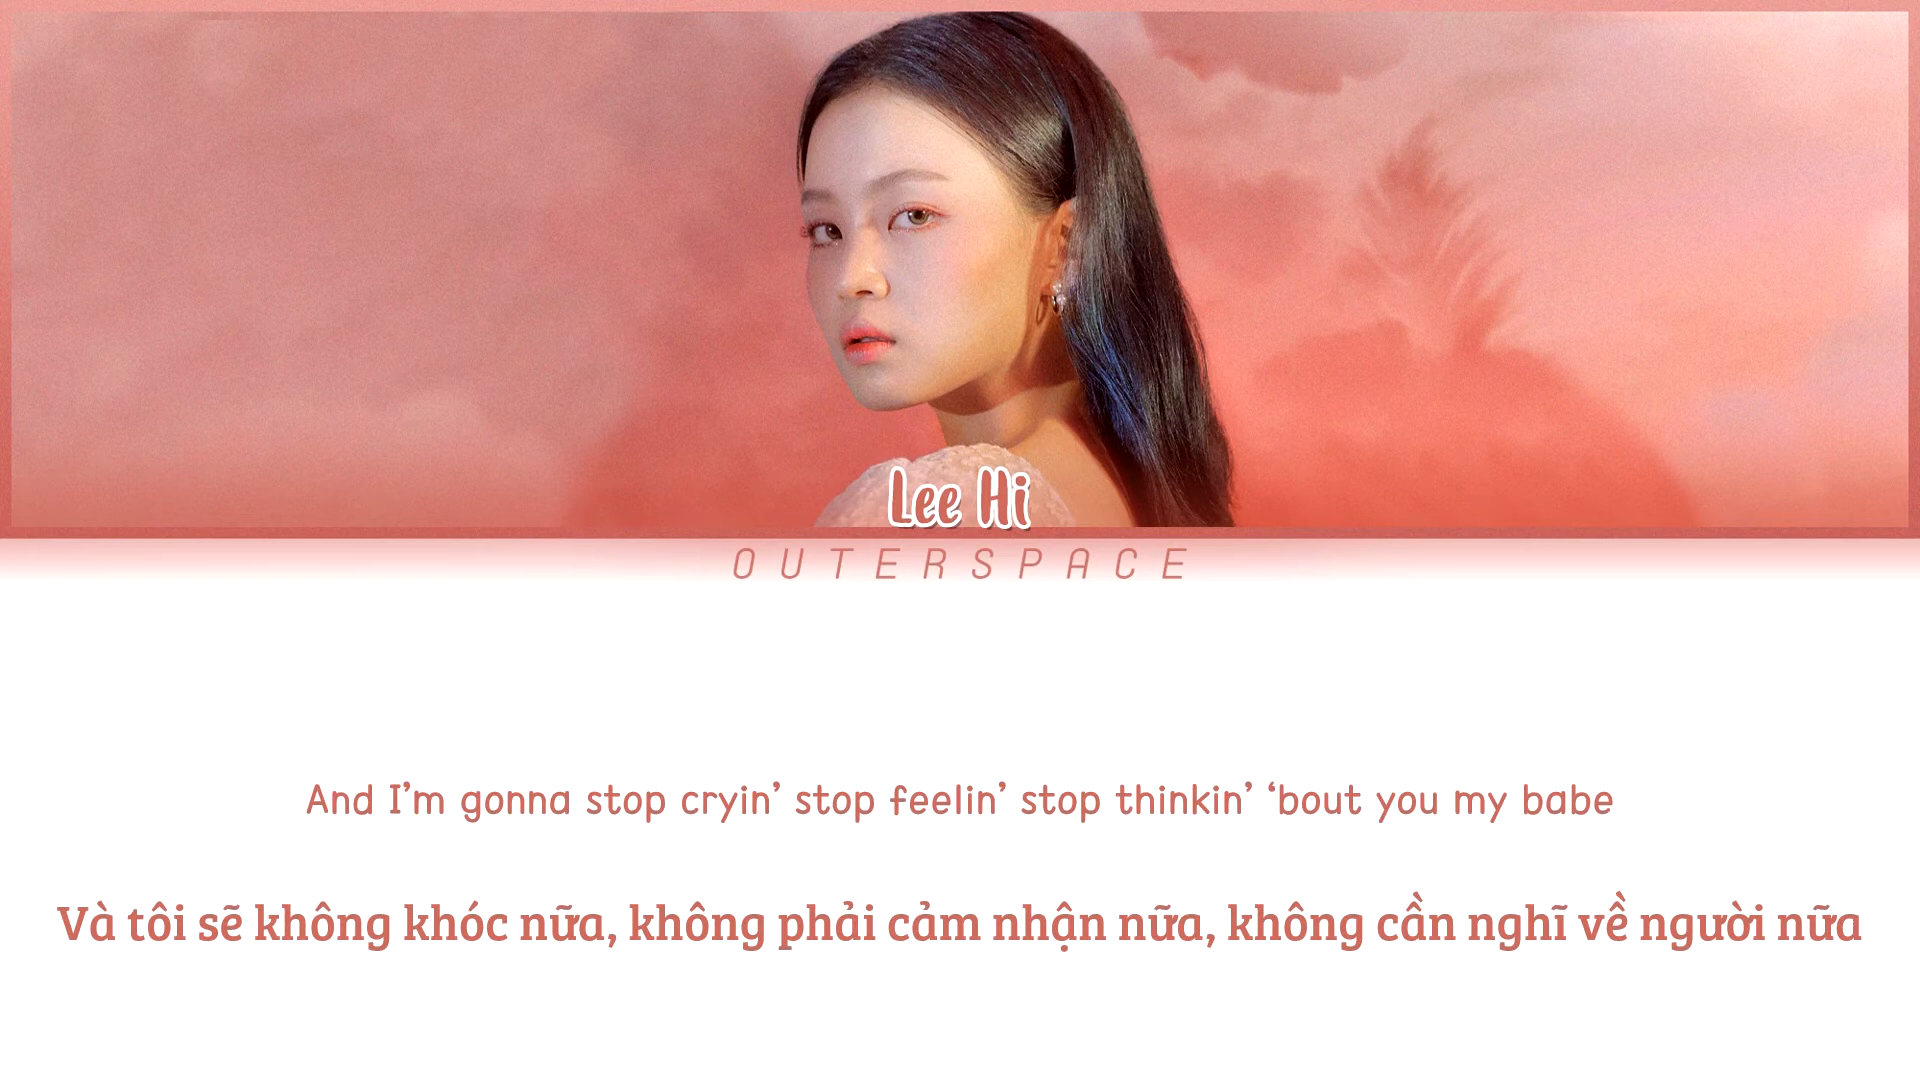 Lee Hi
OUTERSPACE
And I’m gonna stop cryin’ stop feelin’ stop thinkin’ ‘bout you my babe
Và tôi sẽ không khóc nữa, không phải cảm nhận nữa, không cần nghĩ về người nữa